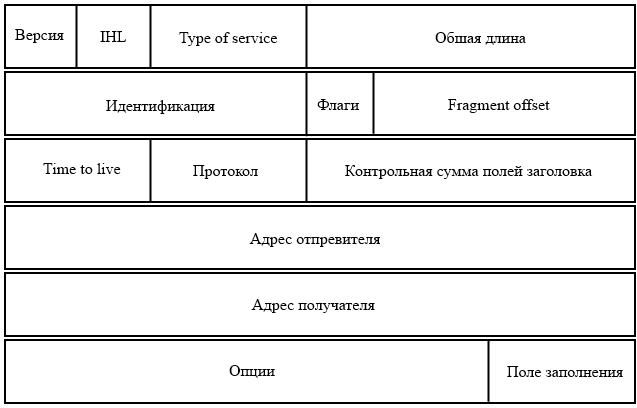 Версия IHL Type of service Обшая длина
Идентификация Флаги Fragment offset
Time to live Протокол Контрольная сумма полей заголовка
Адрес отпревителя
Адрес получателя
Опции Поле заполнения